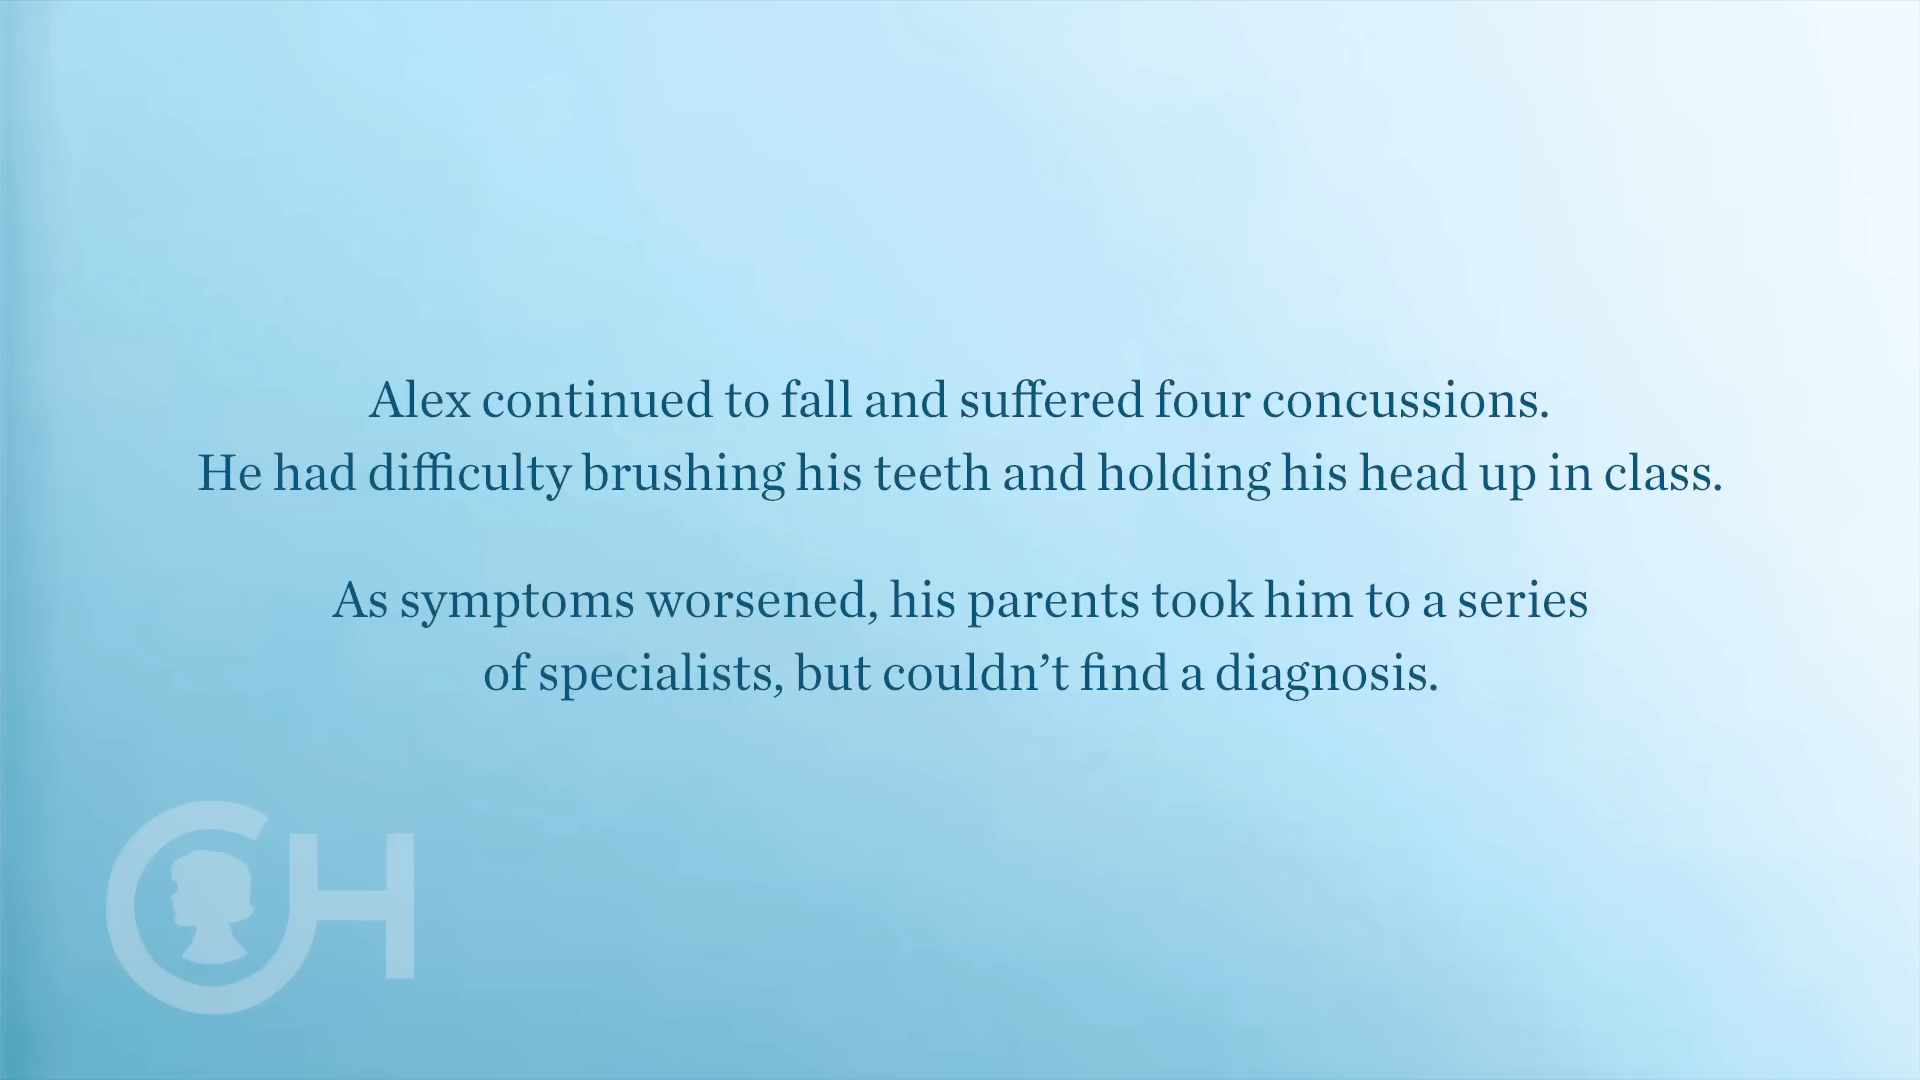 Alex continued to fall and suffered four concussions.
He had difficulty brushing his teeth and holding his head up in class.
As symptoms worsened, his parents took him to a series
of specialists, but couldn’t find a diagnosis.
CH